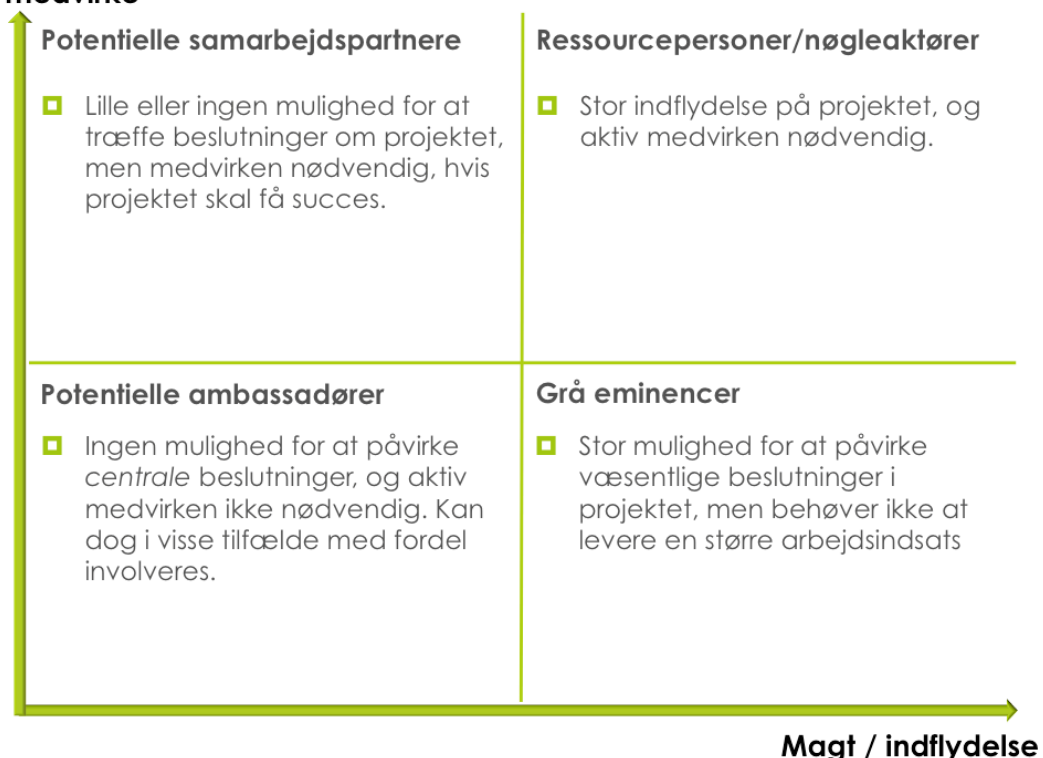 medvirke
Potentielle samarbejdspartnere
Lille eller ingen mulighed for at
træffe beslutninger om projektet,
men medvirken nødvendig, hvis
projektet skal få succes.
Ressourcepersoner/nøgleaktører
Stor indflydelse på projektet, og
aktiv medvirken nødvendig.
Potentielle ambassadører
Ingen mulighed for at påvirke
centrale beslutninger, og aktiv
medvirken ikke nødvendig. Kan
dog i visse tilfælde med fordel
involveres.
Grå eminencer
Stor mulighed for at påvirke
væsentlige beslutninger i
projektet, men behøver ikke at
levere en større arbejdsindsats
Magt / indflydelse